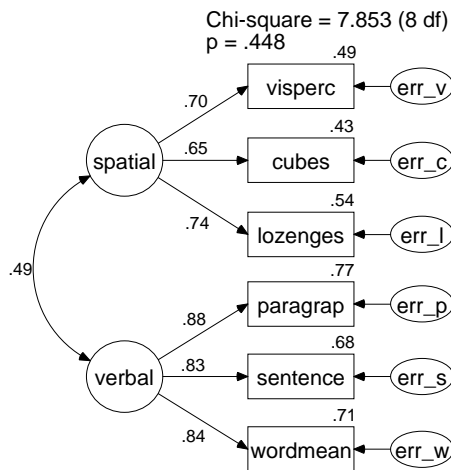 Chi-square = 7.853 (8 df)
p = .448
.49
visperc
err_v
.70
.43
spatial
.65
cubes
err_c
.74
.54
lozenges
err_l
.49
.77
paragrap
err_p
.88
.68
verbal
.83
sentence
err_s
.84
.71
wordmean
err_w